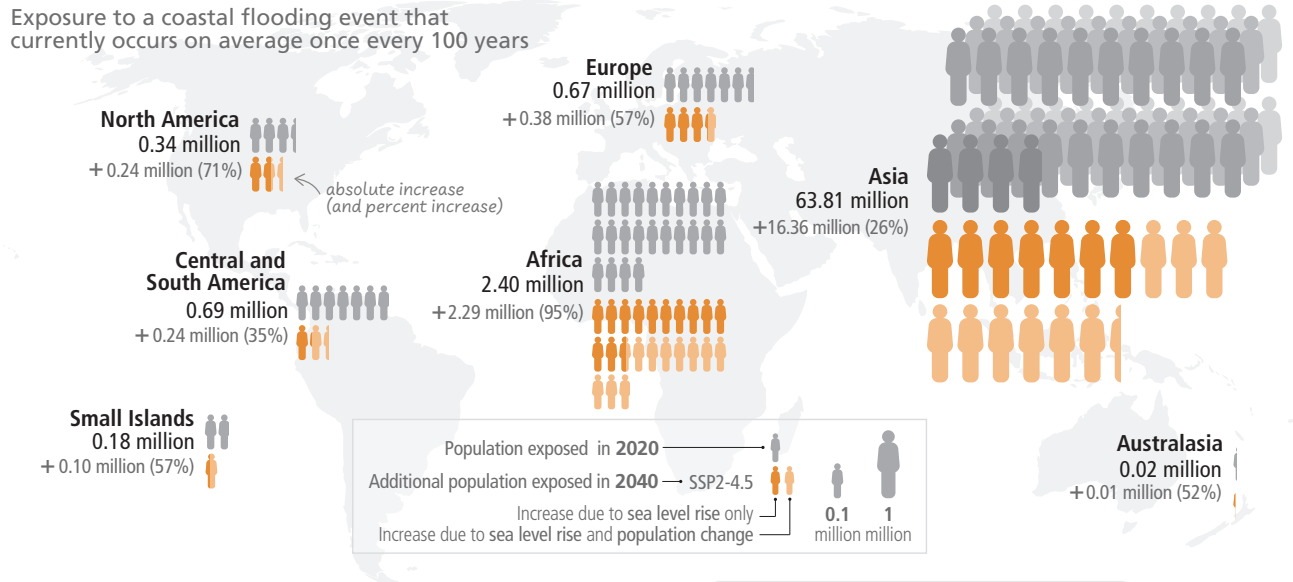 Exposure to a coastal flooding event that
currently occurs on average once every 100 years
North America
0.34 million
+ 0.24 million (71%)
absolute increase
(and percent increase)
Europe
0.67 million
+ 0.38 million (57%)
Asia
63.81 million
+16.36 million (26%)
Central and
South America
0.69 million
+ 0.24 million (35%)
Africa
2.40 million
+2.29 million (95%)
Small Islands
0.18 million
+ 0.10 million (57%)
Australasia
0.02 million
+ 0.01 million (52%)
Population exposed in 2020
Additional population exposed in 2040 SSP2-4.5
Increase due to sea level rise only
Increase due to sea level rise and population change
0.1 1
million million